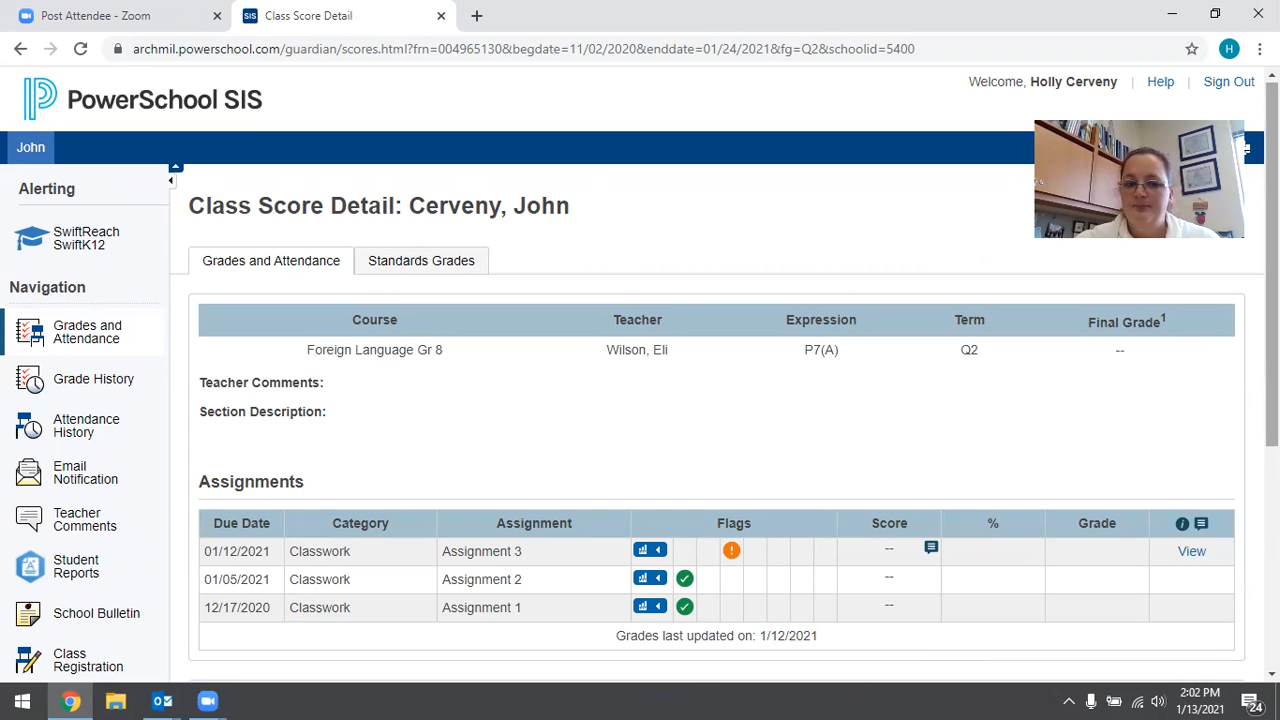 Post Attendee - Zoom
SIS Class Score Detail
archmil.powerschool.com/guardian/scores.html?frn=004965130&begdate=11/02/2020&enddate=01/24/2021&fg=Q2&schoolid=5400
H
PowerSchool SIS
Welcome, Holly Cerveny
Help
Sign Out
John
Alerting
SwiftReach
SwiftK12
Navigation
Grades and
Attendance
Grade History
Attendance
History
Email
Notification
Teacher
Comments
Student
Reports
School Bulletin
Class
Registration
Class Score Detail: Cerveny, John
Grades and Attendance
Standards Grades
Course Teacher Expression Term Final Grade1
Foreign Language Gr 8 Wilson, Eli P7(A) Q2 --
Teacher Comments:
Section Description:
Assignments
Due Date Category Assignment Flags Score % Grade
01/12/2021 Classwork Assignment 3 -- View
01/05/2021 Classwork Assignment 2 --
12/17/2020 Classwork Assignment 1 --
Grades last updated on: 1/12/2021
2:02 PM
1/13/2021
24